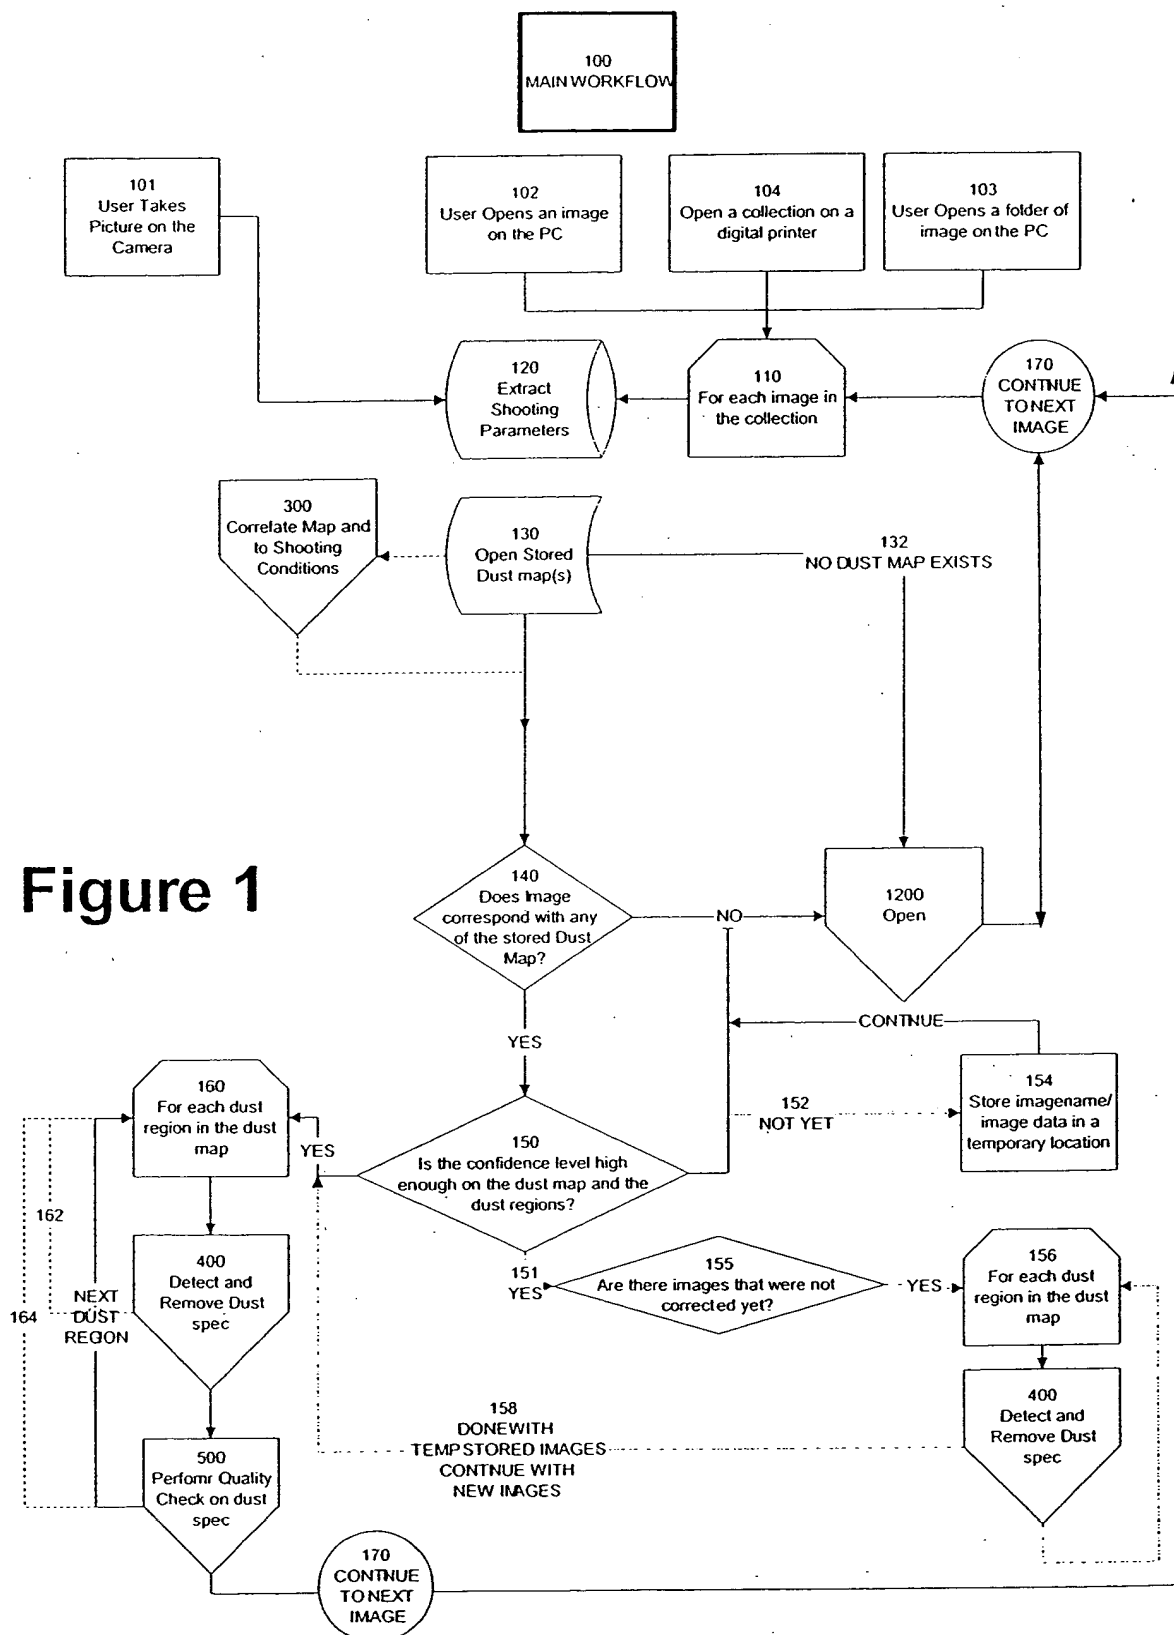 100
MAIN WORKFLOW
101
User Takes
Picture on the
Camera
102
User Opens an image
on the PC
104
Open a collection on a
digital printer
103
User Opens a folder of
image on the PC
120
Extract
Shooting
Parameters
110
For each image in
the collection
170
CONTINUE
TO NEXT
IMAGE
300
Correlate Map and
to Shooting
Conditions
130
Open Stored
Dust map(s)
132
NO DUST MAP EXISTS
Figure 1
140
Does Image
correspond with any
of the stored Dust
Map?
NO
1200
Open
YES
CONTINUE
160
For each dust
region in the dust
map
YES
150
Is the confidence level high
enough on the dust map and the
dust regions?
152
NOT YET
154
Store imagename/
image data in a
temporary location
162
164
NEXT
DUST
REGION
400
Detect and
Remove Dust
spec
151
YES
155
Are there images that were not
corrected yet?
YES
156
For each dust
region in the dust
map
158
DONE WITH
TEMP STORED IMAGES
CONTINUE WITH
NEW IMAGES
400
Detect and
Remove Dust
spec
500
Perfomr Quality
Check on dust
spec
170
CONTINUE
TO NEXT
IMAGE